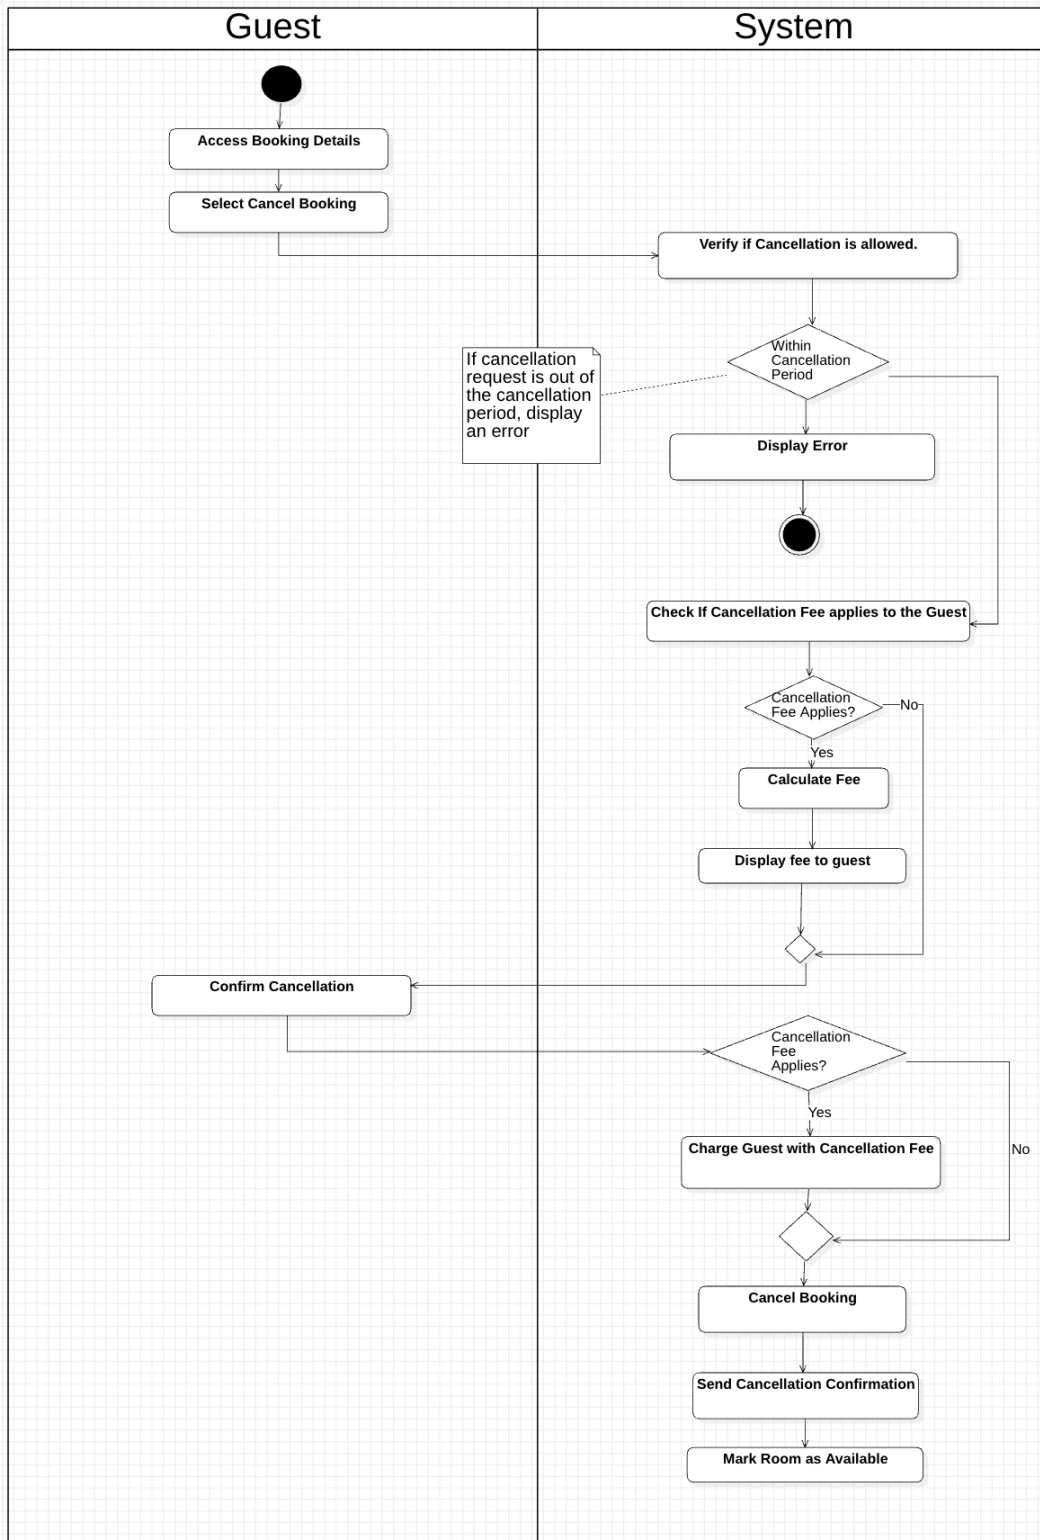 Guest
System
Access Booking Details
Select Cancel Booking
Verify if Cancellation is allowed.
Within
Cancellation
Period
If cancellation
request is out of
the cancellation
period, display
an error
Display Error
Check If Cancellation Fee applies to the Guest
Cancellation
Fee Applies?
No
Yes
Calculate Fee
Display fee to guest
Confirm Cancellation
Cancellation
Fee
Applies?
Yes
Charge Guest with Cancellation Fee
No
Cancel Booking
Send Cancellation Confirmation
Mark Room as Available